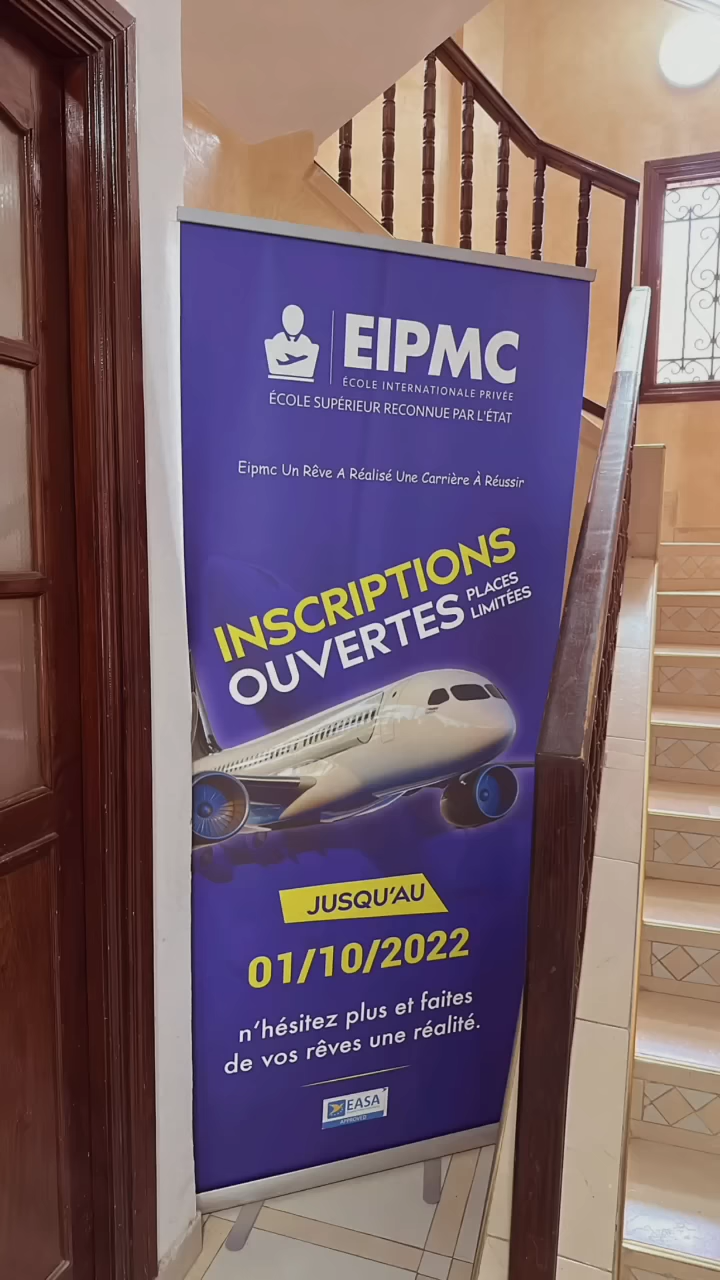 EIPMC
ÉCOLE INTERNATIONALE PRIVÉE
ÉCOLE SUPÉRIEUR RECONNUE PAR L'ÉTAT
Eipmc Un Rêve A Réalisé Une Carrière À Réussir
INSCRIPTIONS
OUVERTES
PLACES
LIMITÉES
JUSQU'AU
01/10/2022
n'hésitez plus et faites
de vos rêves une réalité.
EASA
APPROVED